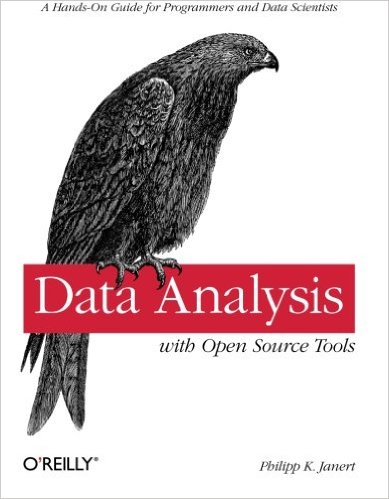 A Hands-On Guide for Programmers and Data Scientists
Data Analysis
with Open Source Tools
O'REILLY®
Philipp K. Janert